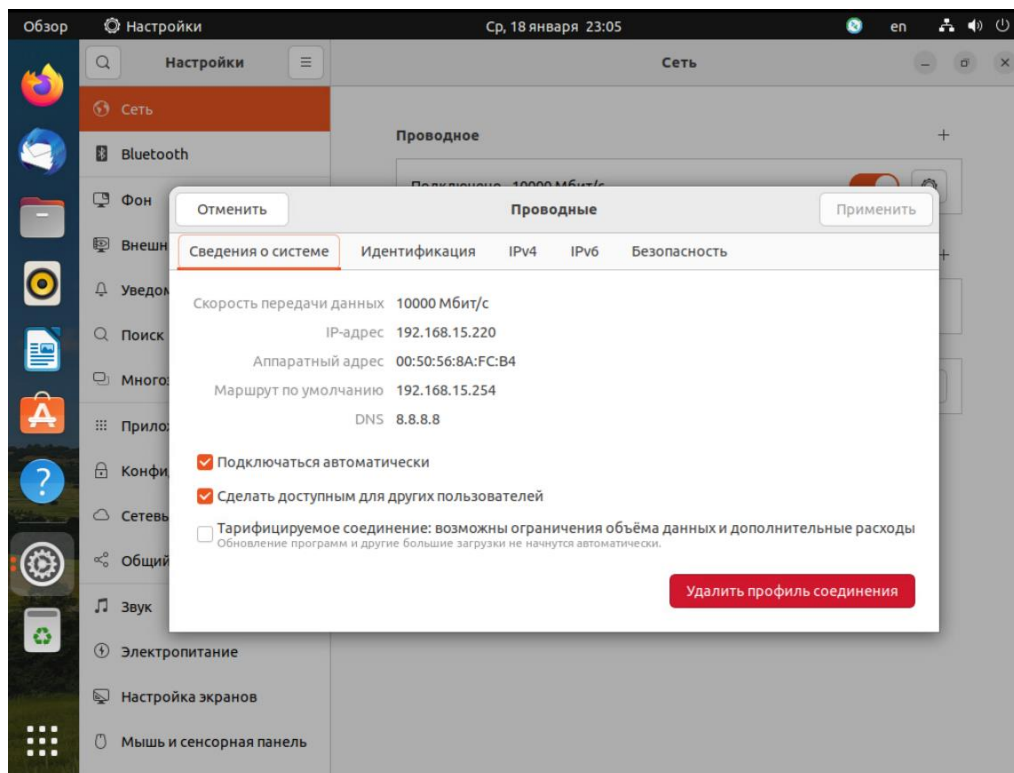 Обзор Настройки Ср, 18 января 23:05 en
Настройки Сеть
Сеть
Проводное
Bluetooth
Фон
Отменить Проводные Применить
Внешн
Сведения о системе Идентификация IPv4 IPv6 Безопасность
Уведом
Скорость передачи данных 10000 Мбит/с
Поиск
IP-адрес 192.168.15.220
Аппаратный адрес 00:50:56:8A:FC:B4
Многоз
Маршрут по умолчанию 192.168.15.254
DNS 8.8.8.8
Прилож
Подключаться автоматически
Конфи
Сделать доступным для других пользователей
Сетевы
Тарифицируемое соединение: возможны ограничения объёма данных и дополнительные расходы
Обновление программ и другие большие загрузки не начнутся автоматически.
Общий
Удалить профиль соединения
Звук
Электропитание
Настройка экранов
Мышь и сенсорная панель